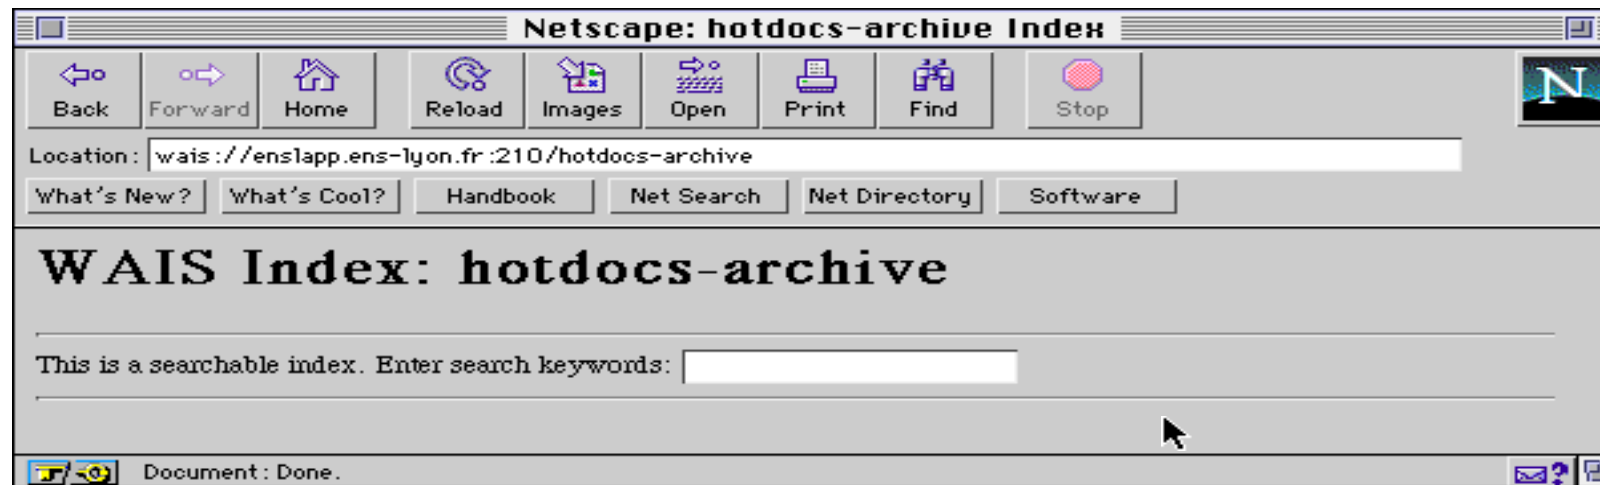 Netscape: hotdocs-archive Index
Back Forward Home Reload Images Open Print Find Stop
N
Location: wais://enslapp.ens-lyon.fr:210/hotdocs-archive
What's New? What's Cool? Handbook Net Search Net Directory Software
WAIS Index: hotdocs-archive
This is a searchable index. Enter search keywords:
Document: Done.
?